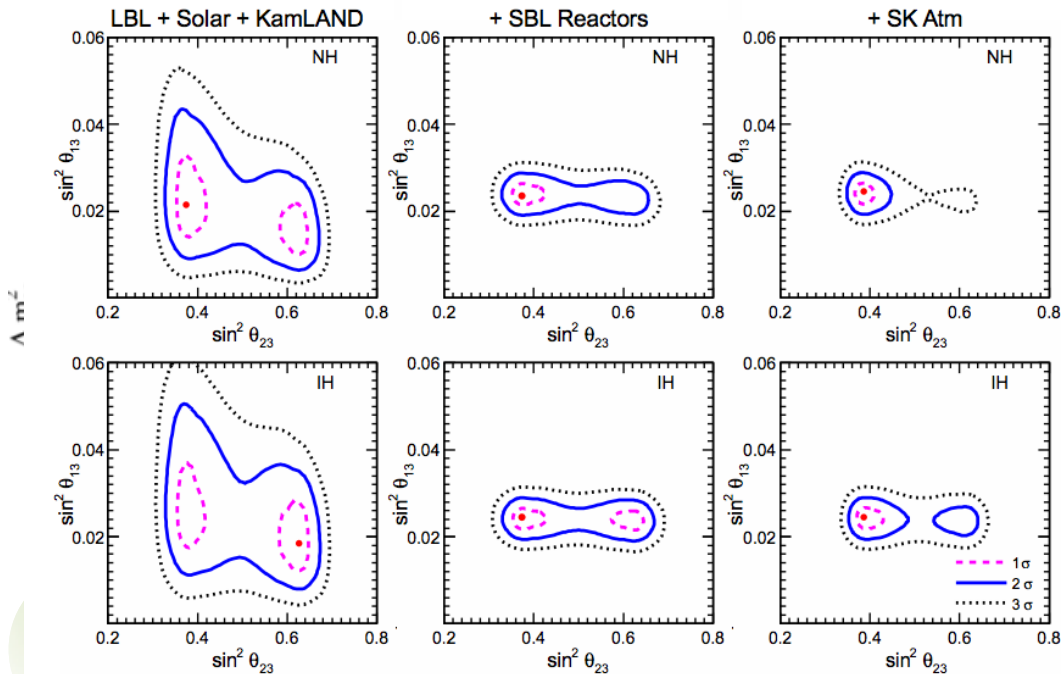 LBL + Solar + KamLAND
+ SBL Reactors
+ SK Atm
0.06
NH
0.04
sin² θ₁₃
0.02
0.2 0.4 0.6 0.8
sin² θ₂₃
0.06
NH
0.04
sin² θ₁₃
0.02
0.2 0.4 0.6 0.8
sin² θ₂₃
0.06
NH
0.04
sin² θ₁₃
0.02
0.2 0.4 0.6 0.8
sin² θ₂₃
Δm²
0.06
IH
0.04
sin² θ₁₃
0.02
0.2 0.4 0.6 0.8
sin² θ₂₃
0.06
IH
0.04
sin² θ₁₃
0.02
0.2 0.4 0.6 0.8
sin² θ₂₃
0.06
IH
0.04
sin² θ₁₃
0.02
1σ
2σ
3σ
0.2 0.4 0.6 0.8
sin² θ₂₃